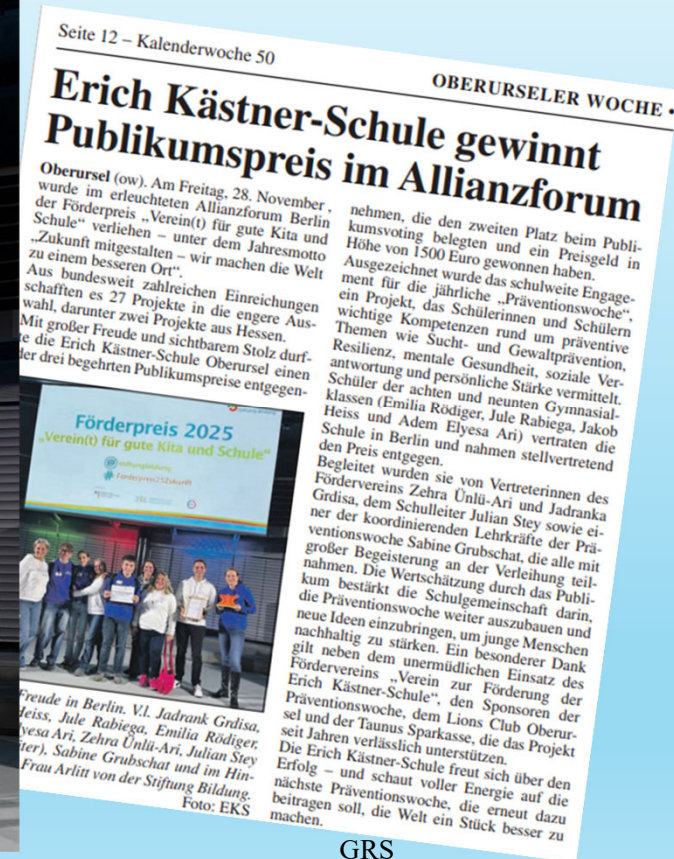 Seite 12 – Kalenderwoche 50
OBERURSELER WOCHE •
Erich Kästner-Schule gewinnt
Publikumspreis im Allianzforum
Oberursel (ow). Am Freitag, 28. November ,
wurde im erleuchteten Allianzforum Berlin
der Förderpreis „Verein(t) für gute Kita und
Schule“ verliehen – unter dem Jahresmotto
„Zukunft mitgestalten – wir machen die Welt
zu einem besseren Ort“.
Aus bundesweit zahlreichen Einreichungen
schafften es 27 Projekte in die engere Aus-
wahl, darunter zwei Projekte aus Hessen.
Mit großer Freude und sichtbarem Stolz durf-
te die Erich Kästner-Schule Oberursel einen
der drei begehrten Publikumspreise entgegen-
Förderpreis 2025
„Verein(t) für gute Kita und Schule“
@stiftungbildung
#Förderpreis25Zukunft
Freude in Berlin. V.l. Jadrank Grdisa,
Heiss, Jule Rabiega, Emilia Rödiger,
lyesa Ari, Zehra Ünlü-Ari, Julian Stey
iter), Sabine Grubschat und im Hin-
Frau Arlitt von der Stiftung Bildung.
Foto: EKS
nehmen, die den zweiten Platz beim Publi-
kumsvoting belegten und ein Preisgeld in
Höhe von 1500 Euro gewonnen haben.
Ausgezeichnet wurde das schulweite Engage-
ment für die jährliche „Präventionswoche“,
ein Projekt, das Schülerinnen und Schülern
wichtige Kompetenzen rund um präventive
Themen wie Sucht- und Gewaltprävention,
Resilienz, mentale Gesundheit, soziale Ver-
antwortung und persönliche Stärke vermittelt.
Schüler der achten und neunten Gymnasial-
klassen (Emilia Rödiger, Jule Rabiega, Jakob
Heiss und Adem Elyesa Ari) vertraten die
Schule in Berlin und nahmen stellvertretend
den Preis entgegen.
Begleitet wurden sie von Vertreterinnen des
Fördervereins Zehra Ünlü-Ari und Jadranka
Grdisa, dem Schulleiter Julian Stey sowie ei-
ner der koordinierenden Lehrkräfte der Prä-
ventionswoche Sabine Grubschat, die alle mit
großer Begeisterung an der Verleihung teil-
nahmen. Die Wertschätzung durch das Publi-
kum bestärkt die Schulgemeinschaft darin,
die Präventionswoche weiter auszubauen und
neue Ideen einzubringen, um junge Menschen
nachhaltig zu stärken. Ein besonderer Dank
gilt neben dem unermüdlichen Einsatz des
Fördervereins „Verein zur Förderung der
Erich Kästner-Schule“, den Sponsoren der
Präventionswoche, dem Lions Club Oberur-
sel und der Taunus Sparkasse, die das Projekt
seit Jahren verlässlich unterstützen.
Die Erich Kästner-Schule freut sich über den
Erfolg – und schaut voller Energie auf die
nächste Präventionswoche, die erneut dazu
beitragen soll, die Welt ein Stück besser zu
machen.
GRS